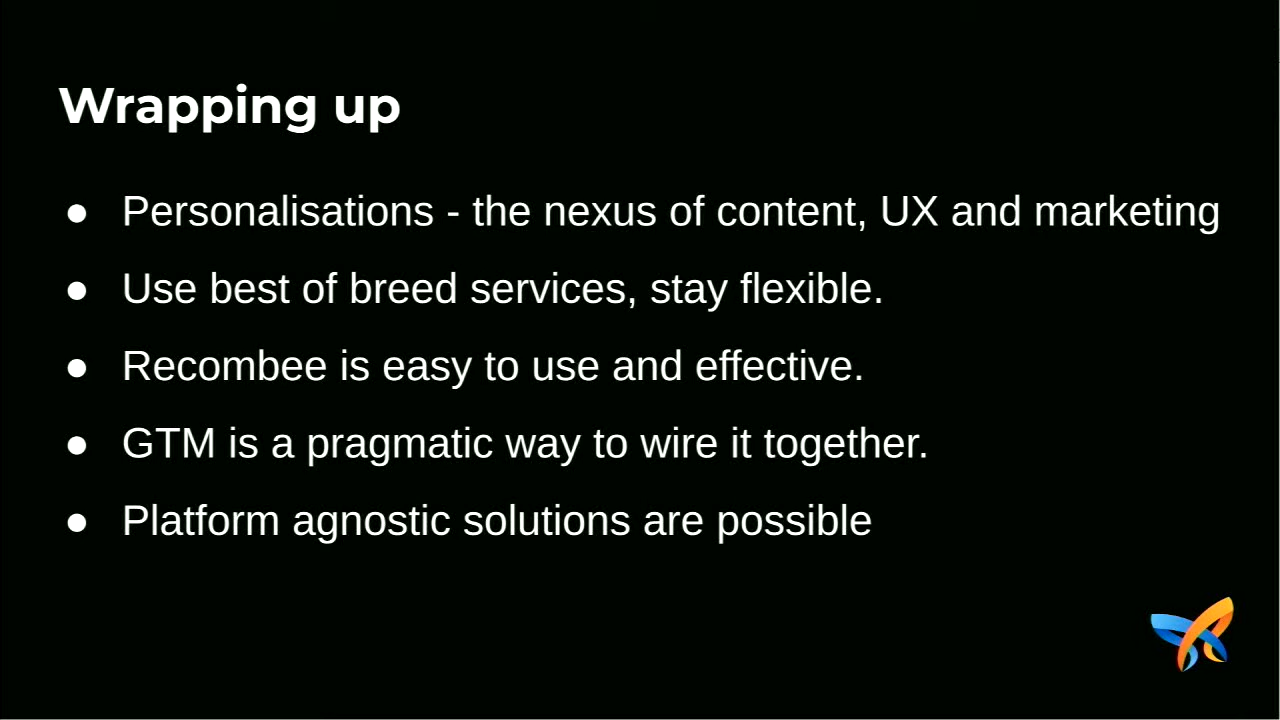 Wrapping up
● Personalisations - the nexus of content, UX and marketing
● Use best of breed services, stay flexible.
● Recombee is easy to use and effective.
● GTM is a pragmatic way to wire it together.
● Platform agnostic solutions are possible